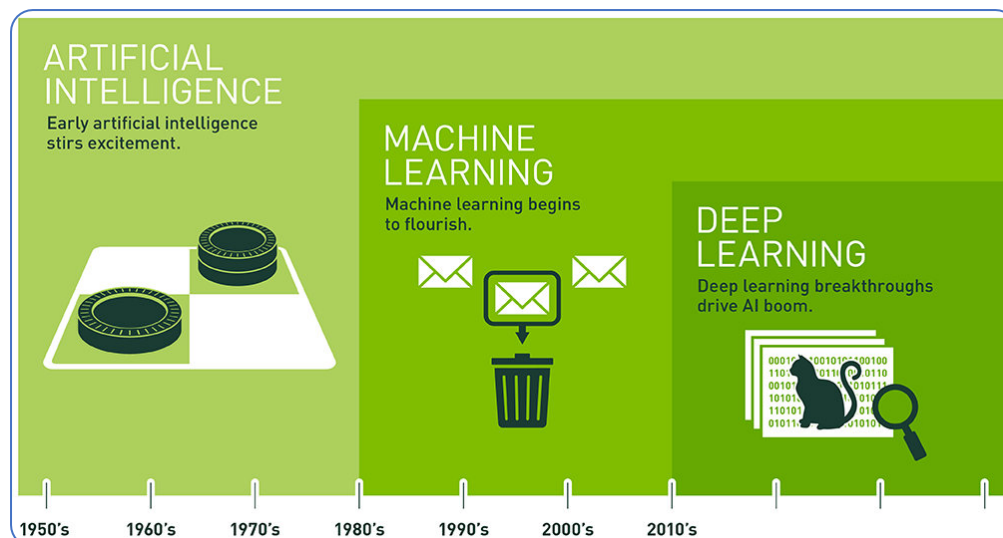 ARTIFICIAL
INTELLIGENCE
Early artificial intelligence
stirs excitement.
MACHINE
LEARNING
Machine learning begins
to flourish.
DEEP
LEARNING
Deep learning breakthroughs
drive AI boom.
1950's 1960's 1970's 1980's 1990's 2000's 2010's